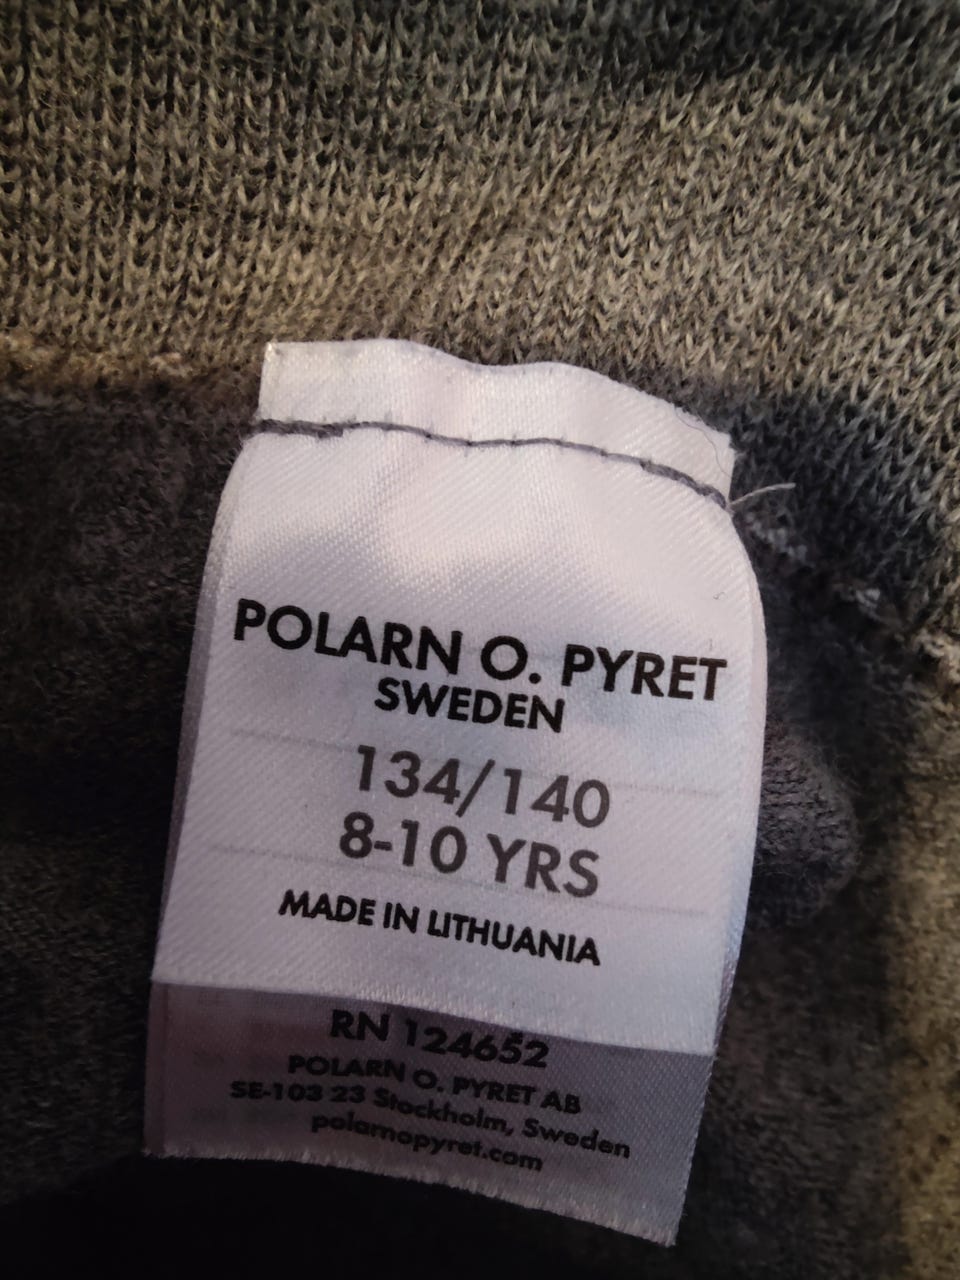 POLARN O. PYRET
SWEDEN
134/140
8-10 YRS
MADE IN LITHUANIA
RN 124652
POLARN O. PYRET AB
SE-103 23 Stockholm, Sweden
polarnopyret.com